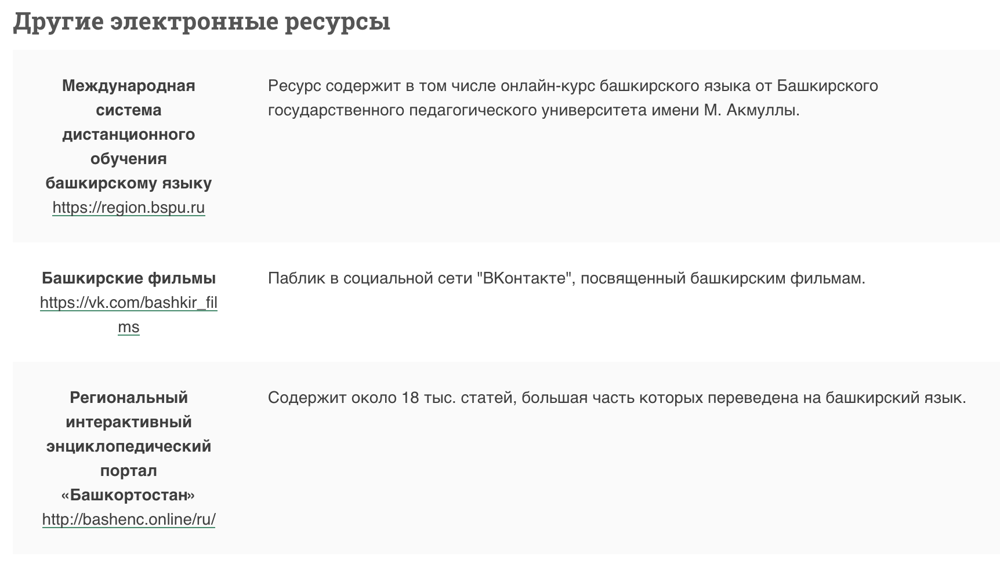 Другие электронные ресурсы
Международная
система
дистанционного
обучения
башкирскому языку
https://region.bspu.ru
Ресурс содержит в том числе онлайн-курс башкирского языка от Башкирского
государственного педагогического университета имени М. Акмуллы.
Башкирские фильмы
https://vk.com/bashkir_fil
ms
Паблик в социальной сети "ВКонтакте", посвященный башкирским фильмам.
Региональный
интерактивный
энциклопедический
портал
«Башкортостан»
http://bashenc.online/ru/
Содержит около 18 тыс. статей, большая часть которых переведена на башкирский язык.